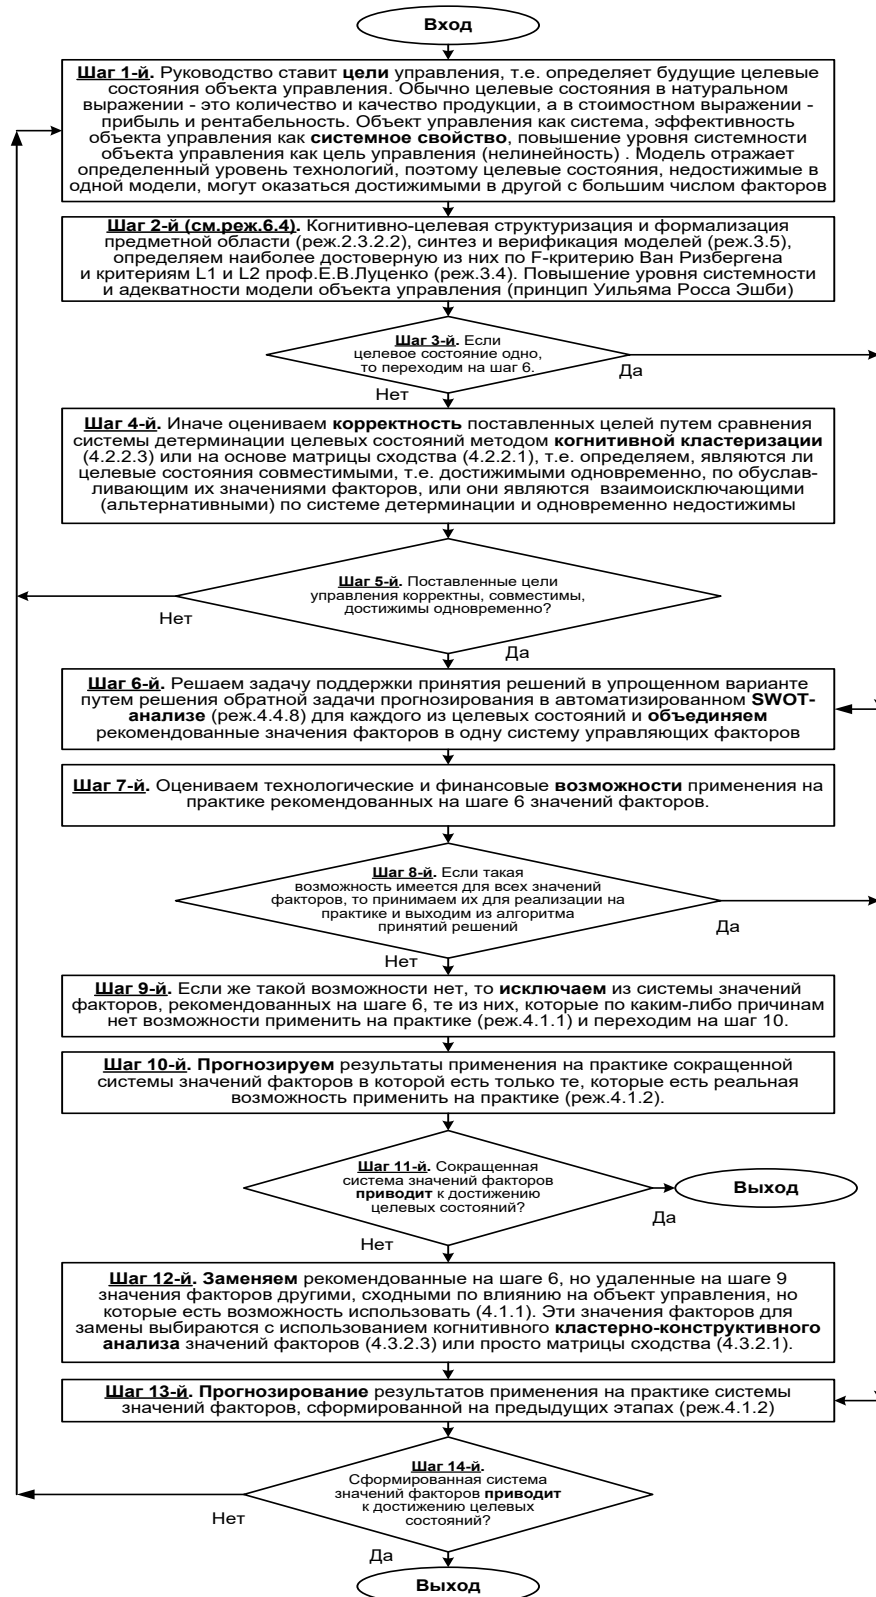 Вход
Шаг 1-й. Руководство ставит цели управления, т.е. определяет будущие целевые
состояния объекта управления. Обычно целевые состояния в натуральном
выражении - это количество и качество продукции, а в стоимостном выражении -
прибыль и рентабельность. Объект управления как система, эффективность
объекта управления как системное свойство, повышение уровня системности
объекта управления как цель управления (нелинейность) . Модель отражает
определенный уровень технологий, поэтому целевые состояния, недостижимые в
одной модели, могут оказаться достижимыми в другой с большим числом факторов
Шаг 2-й (см.реж.6.4). Когнитивно-целевая структуризация и формализация
предметной области (реж.2.3.2.2), синтез и верификация моделей (реж.3.5),
определяем наиболее достоверную из них по F-критерию Ван Ризбергена
и критериям L1 и L2 проф.Е.В.Луценко (реж.3.4). Повышение уровня системности
и адекватности модели объекта управления (принцип Уильяма Росса Эшби)
Шаг 3-й. Если
целевое состояние одно,
то переходим на шаг 6.
Да
Нет
Шаг 4-й. Иначе оцениваем корректность поставленных целей путем сравнения
системы детерминации целевых состояний методом когнитивной кластеризации
(4.2.2.3) или на основе матрицы сходства (4.2.2.1), т.е. определяем, являются ли
целевые состояния совместимыми, т.е. достижимыми одновременно, по обуслав-
ливающим их значениями факторов, или они являются взаимоисключающими
(альтернативными) по системе детерминации и одновременно недостижимы
Шаг 5-й. Поставленные цели
управления корректны, совместимы,
достижимы одновременно?
Нет
Да
Шаг 6-й. Решаем задачу поддержки принятия решений в упрощенном варианте
путем решения обратной задачи прогнозирования в автоматизированном SWOT-
анализе (реж.4.4.8) для каждого из целевых состояний и объединяем
рекомендованные значения факторов в одну систему управляющих факторов
Шаг 7-й. Оцениваем технологические и финансовые возможности применения на
практике рекомендованных на шаге 6 значений факторов.
Шаг 8-й. Если такая
возможность имеется для всех значений
факторов, то принимаем их для реализации на
практике и выходим из алгоритма
принятий решений
Да
Нет
Шаг 9-й. Если же такой возможности нет, то исключаем из системы значений
факторов, рекомендованных на шаге 6, те из них, которые по каким-либо причинам
нет возможности применить на практике (реж.4.1.1) и переходим на шаг 10.
Шаг 10-й. Прогнозируем результаты применения на практике сокращенной
системы значений факторов в которой есть только те, которые есть реальная
возможность применить на практике (реж.4.1.2).
Шаг 11-й. Сокращенная
система значений факторов
приводит к достижению
целевых состояний?
Выход
Да
Нет
Шаг 12-й. Заменяем рекомендованные на шаге 6, но удаленные на шаге 9
значения факторов другими, сходными по влиянию на объект управления, но
которые есть возможность использовать (4.1.1). Эти значения факторов для
замены выбираются с использованием когнитивного кластерно-конструктивного
анализа значений факторов (4.3.2.3) или просто матрицы сходства (4.3.2.1).
Шаг 13-й. Прогнозирование результатов применения на практике системы
значений факторов, сформированной на предыдущих этапах (реж.4.1.2)
Шаг 14-й.
Сформированная система
значений факторов приводит
к достижению целевых
состояний?
Нет
Да
Выход